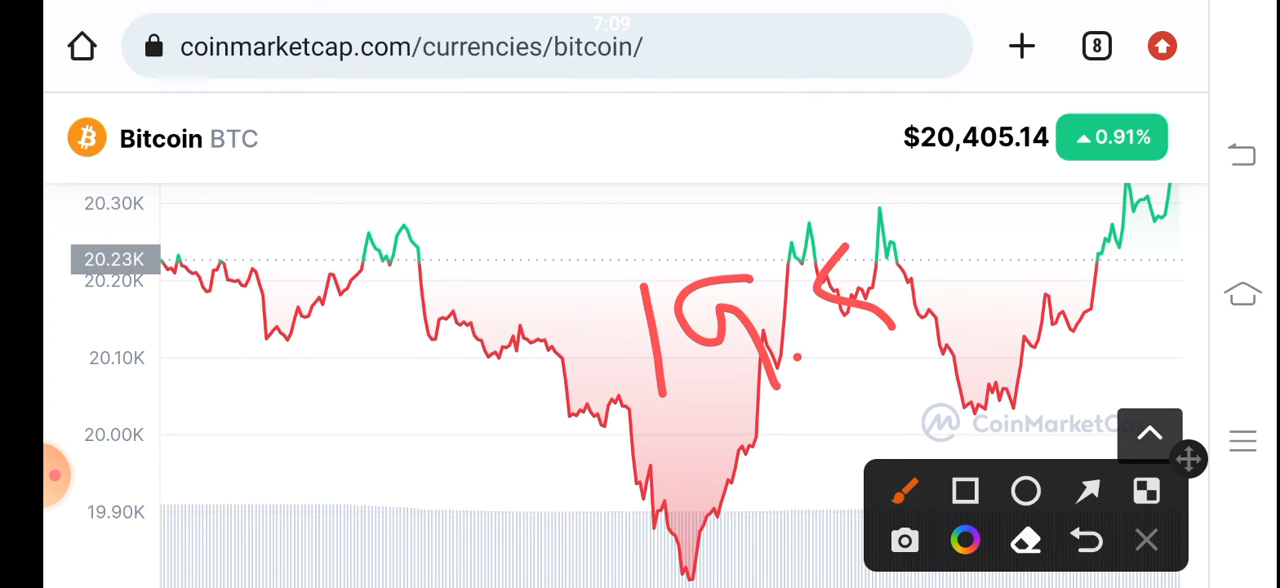 7:09
coinmarketcap.com/currencies/bitcoin/
8
Bitcoin BTC
$20,405.14
0.91%
20.30K
20.23K
20.20K
20.10K
20.00K
19.90K
CoinMarketC